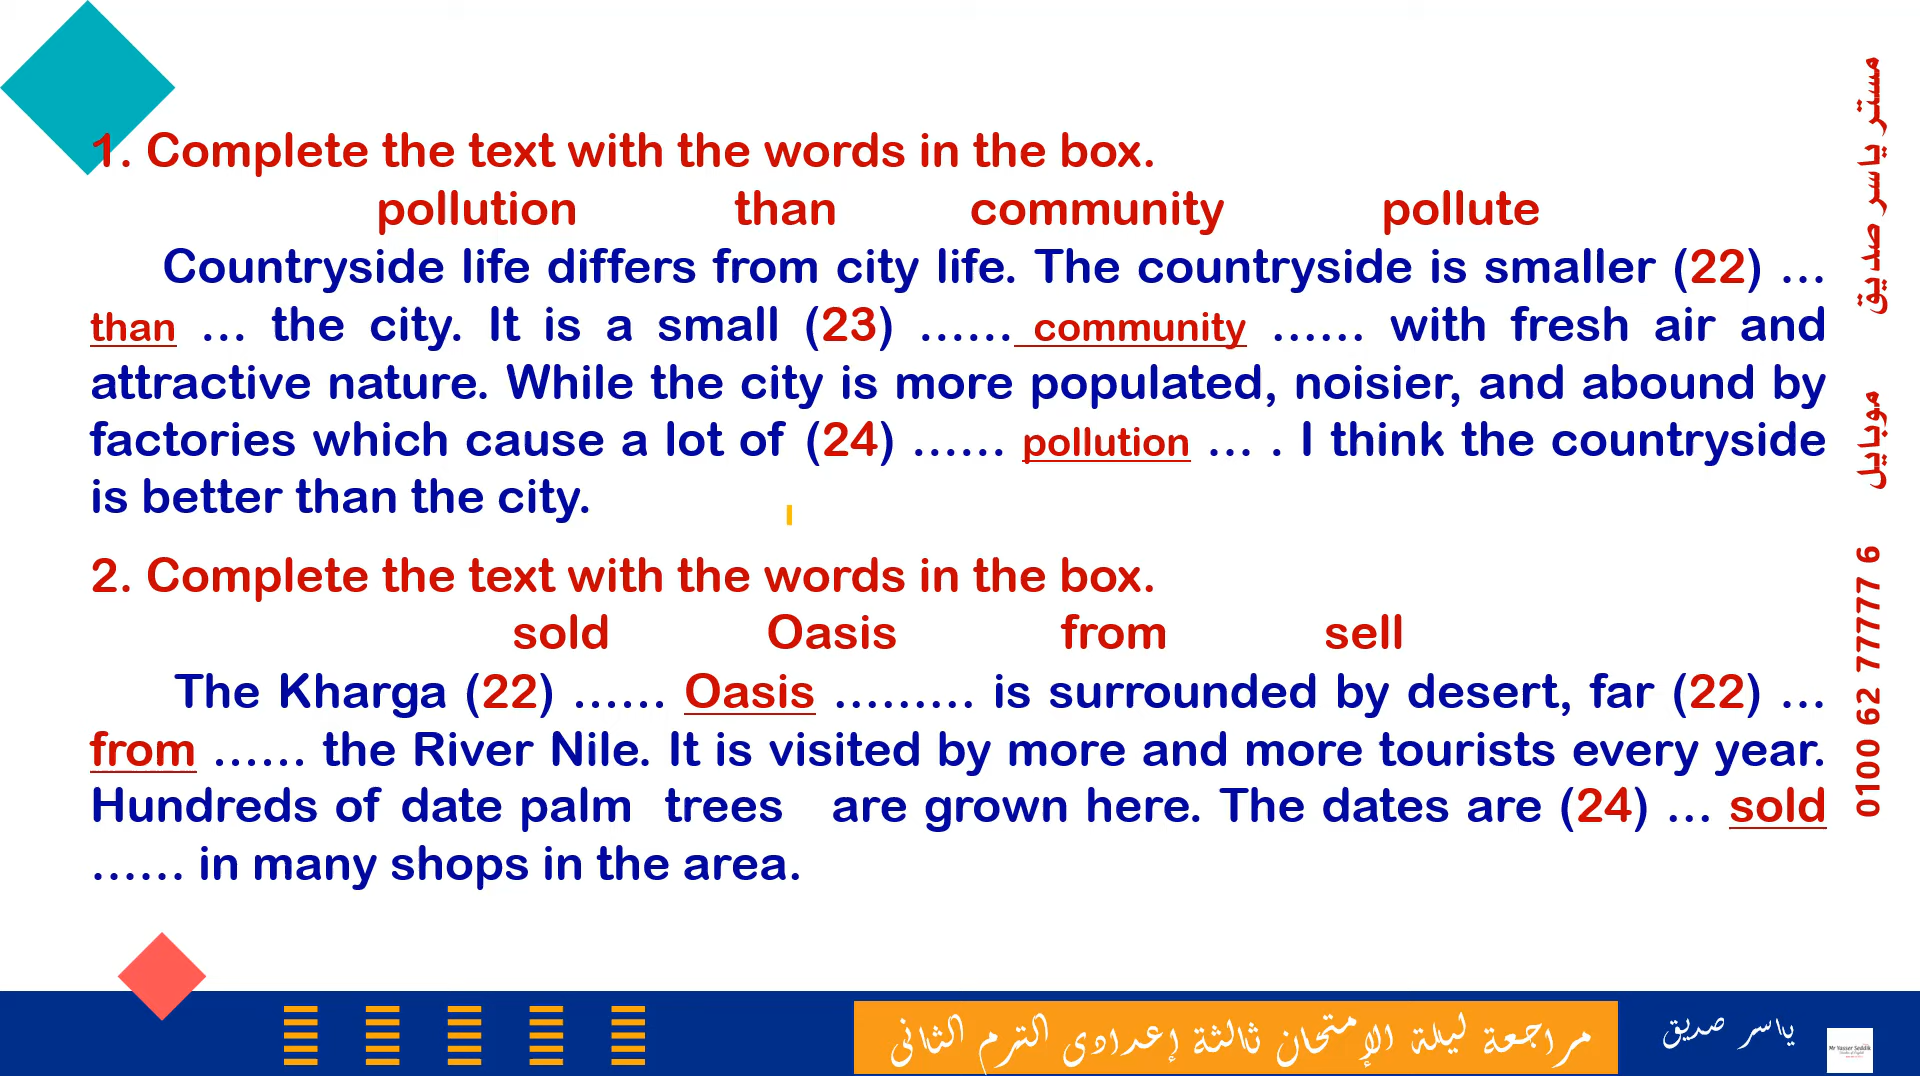 1. Complete the text with the words in the box.
pollution than community pollute
Countryside life differs from city life. The countryside is smaller (22) ...
than ... the city. It is a small (23) ...... community ...... with fresh air and
attractive nature. While the city is more populated, noisier, and abound by
factories which cause a lot of (24) ...... pollution ... . I think the countryside
is better than the city.
2. Complete the text with the words in the box.
sold Oasis from sell
The Kharga (22) ...... Oasis ......... is surrounded by desert, far (22) ...
from ...... the River Nile. It is visited by more and more tourists every year.
Hundreds of date palm trees are grown here. The dates are (24) ... sold
...... in many shops in the area.
مستر ياسر صديق موبايل 0100 62 77777 6
مراجعة ليلة الإمتحان ثالثة إعدادى الترم الثانى
ياسر صديق
Mr Yasser Seddik